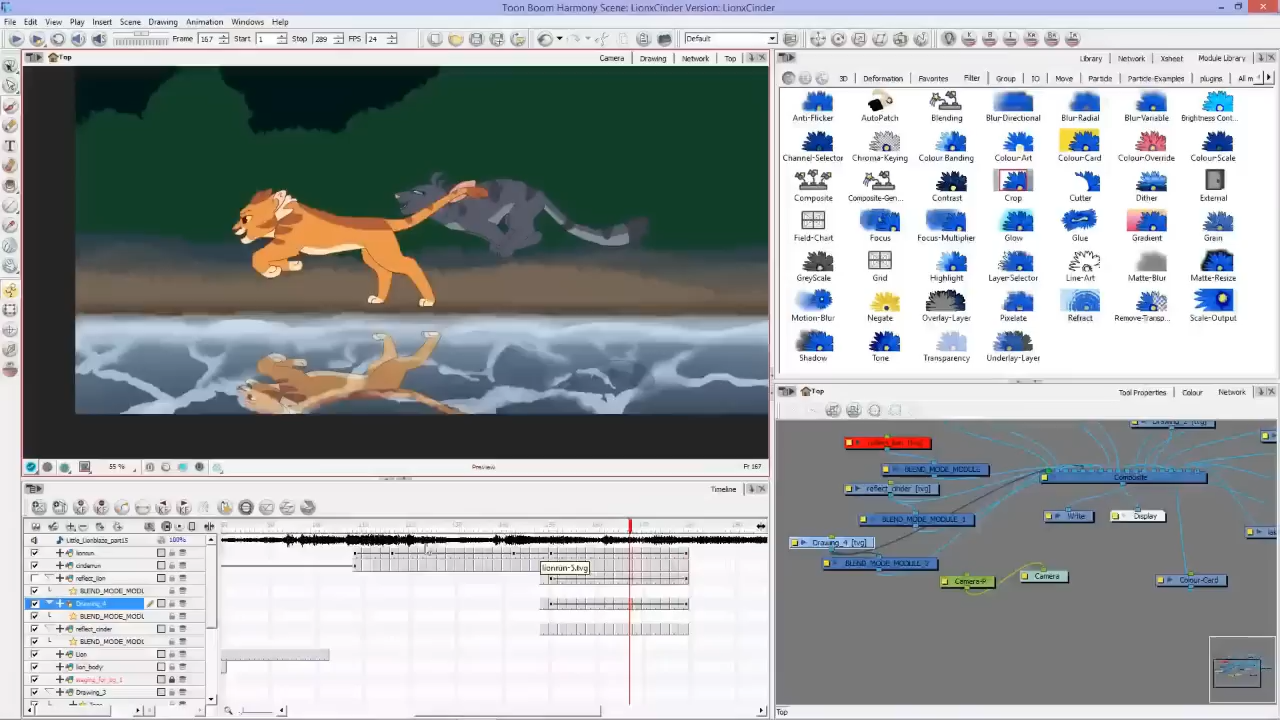 Toon Boom Harmony Scene: LionxCinder Version: LionxCinder
File Edit View Play Insert Scene Drawing Animation Windows Help
Frame 167 Start 1 Stop 289 FPS 24 Default
Top Camera Drawing Network Top
Library Network Xsheet Module Library
3D Deformation Favorites Filter Group IO Move Particle Particle-Examples plugins All m
Anti-Flicker AutoPatch Blending Blur-Directional Blur-Radial Blur-Variable Brightness Cont...
Channel-Selector Chroma-Keying Colour Banding Colour-Art Colour-Card Colour-Override Colour-Scale
Composite Composite-Gen... Contrast Crop Cutter Dither External
Field-Chart Focus Focus-Multiplier Glow Glue Gradient Grain
GreyScale Grid Highlight Layer-Selector Line-Art Matte-Blur Matte-Resize
Motion-Blur Negate Overlay-Layer Pixelate Refract Remove-Transp... Scale-Output
Shadow Tone Transparency Underlay-Layer
Top Tool Properties Colour Network
BLEND_MODE_MODULE
Composite
reflect_cinder [tvg]
BLEND_MODE_MODULE_1
Write Display
Drawing_4 [tvg]
Camera-P Camera Colour-Card
Top
55 % Preview Fr 167
Timeline
Little_Lionblaze_part15 100%
lionrun
cinderrun
lionrun-5.tvg
reflect_lion
BLEND_MODE_MODU
Drawing_4
BLEND_MODE_MODU
reflect_cinder
BLEND_MODE_MODU
Lion
lion_body
Drawing_3